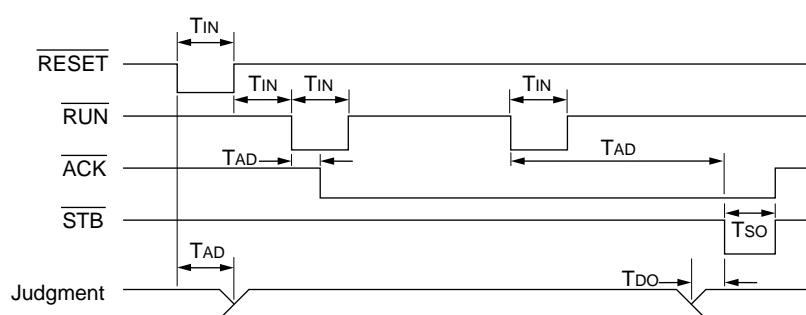 TIN
RESET
TIN TIN TIN
RUN
TAD TAD
ACK
STB
TSO
TAD
TDO
Judgment